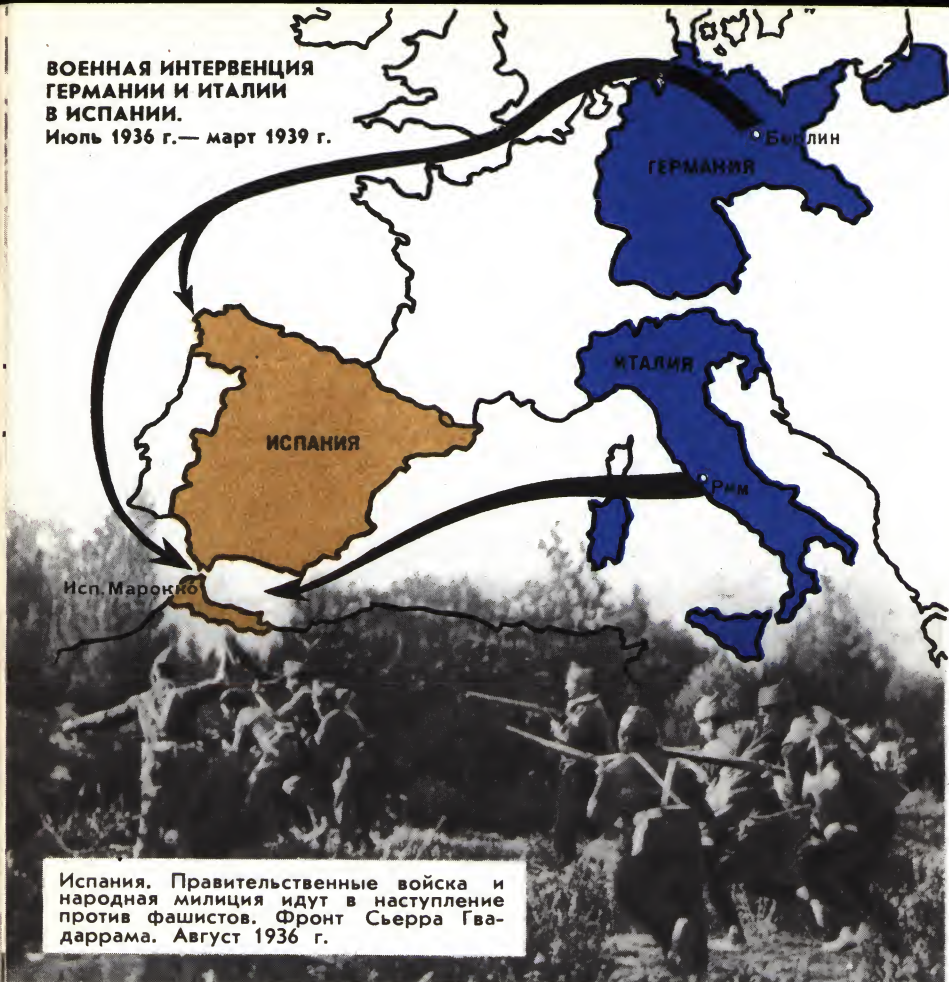 ВОЕННАЯ ИНТЕРВЕНЦИЯ
ГЕРМАНИИ И ИТАЛИИ
В ИСПАНИИ.
Июль 1936 г.— март 1939 г.
Берлин
ГЕРМАНИЯ
ИТАЛИЯ
ИСПАНИЯ
Рим
Исп. Марокко
Испания. Правительственные войска и
народная милиция идут в наступление
против фашистов. Фронт Сьерра Гва-
даррама. Август 1936 г.